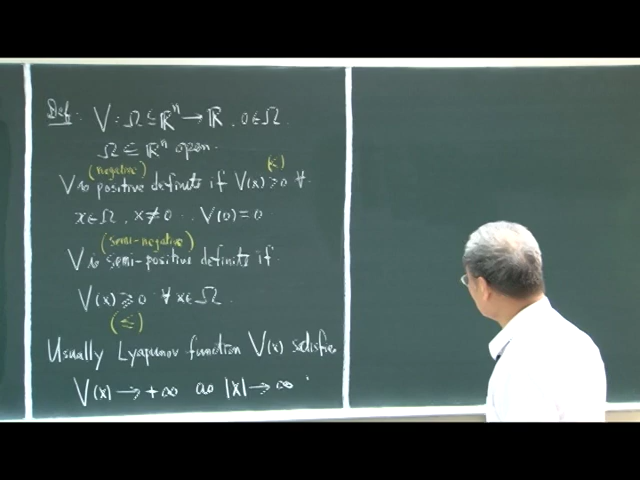 Def: V: Ω ⊆ ℝⁿ → ℝ, 0 ∈ Ω.
Ω ⊆ ℝⁿ open.
(negative) (<)
V is positive definite if V(x) > 0 ∀
x ∈ Ω, x ≠ 0, V(0) = 0
(semi-negative)
V is semi-positive definite if
V(x) ≥ 0 ∀ x ∈ Ω.
(≤)
Usually Lyapunov function V(x) satisfies
V(x) → +∞ as |x| → ∞